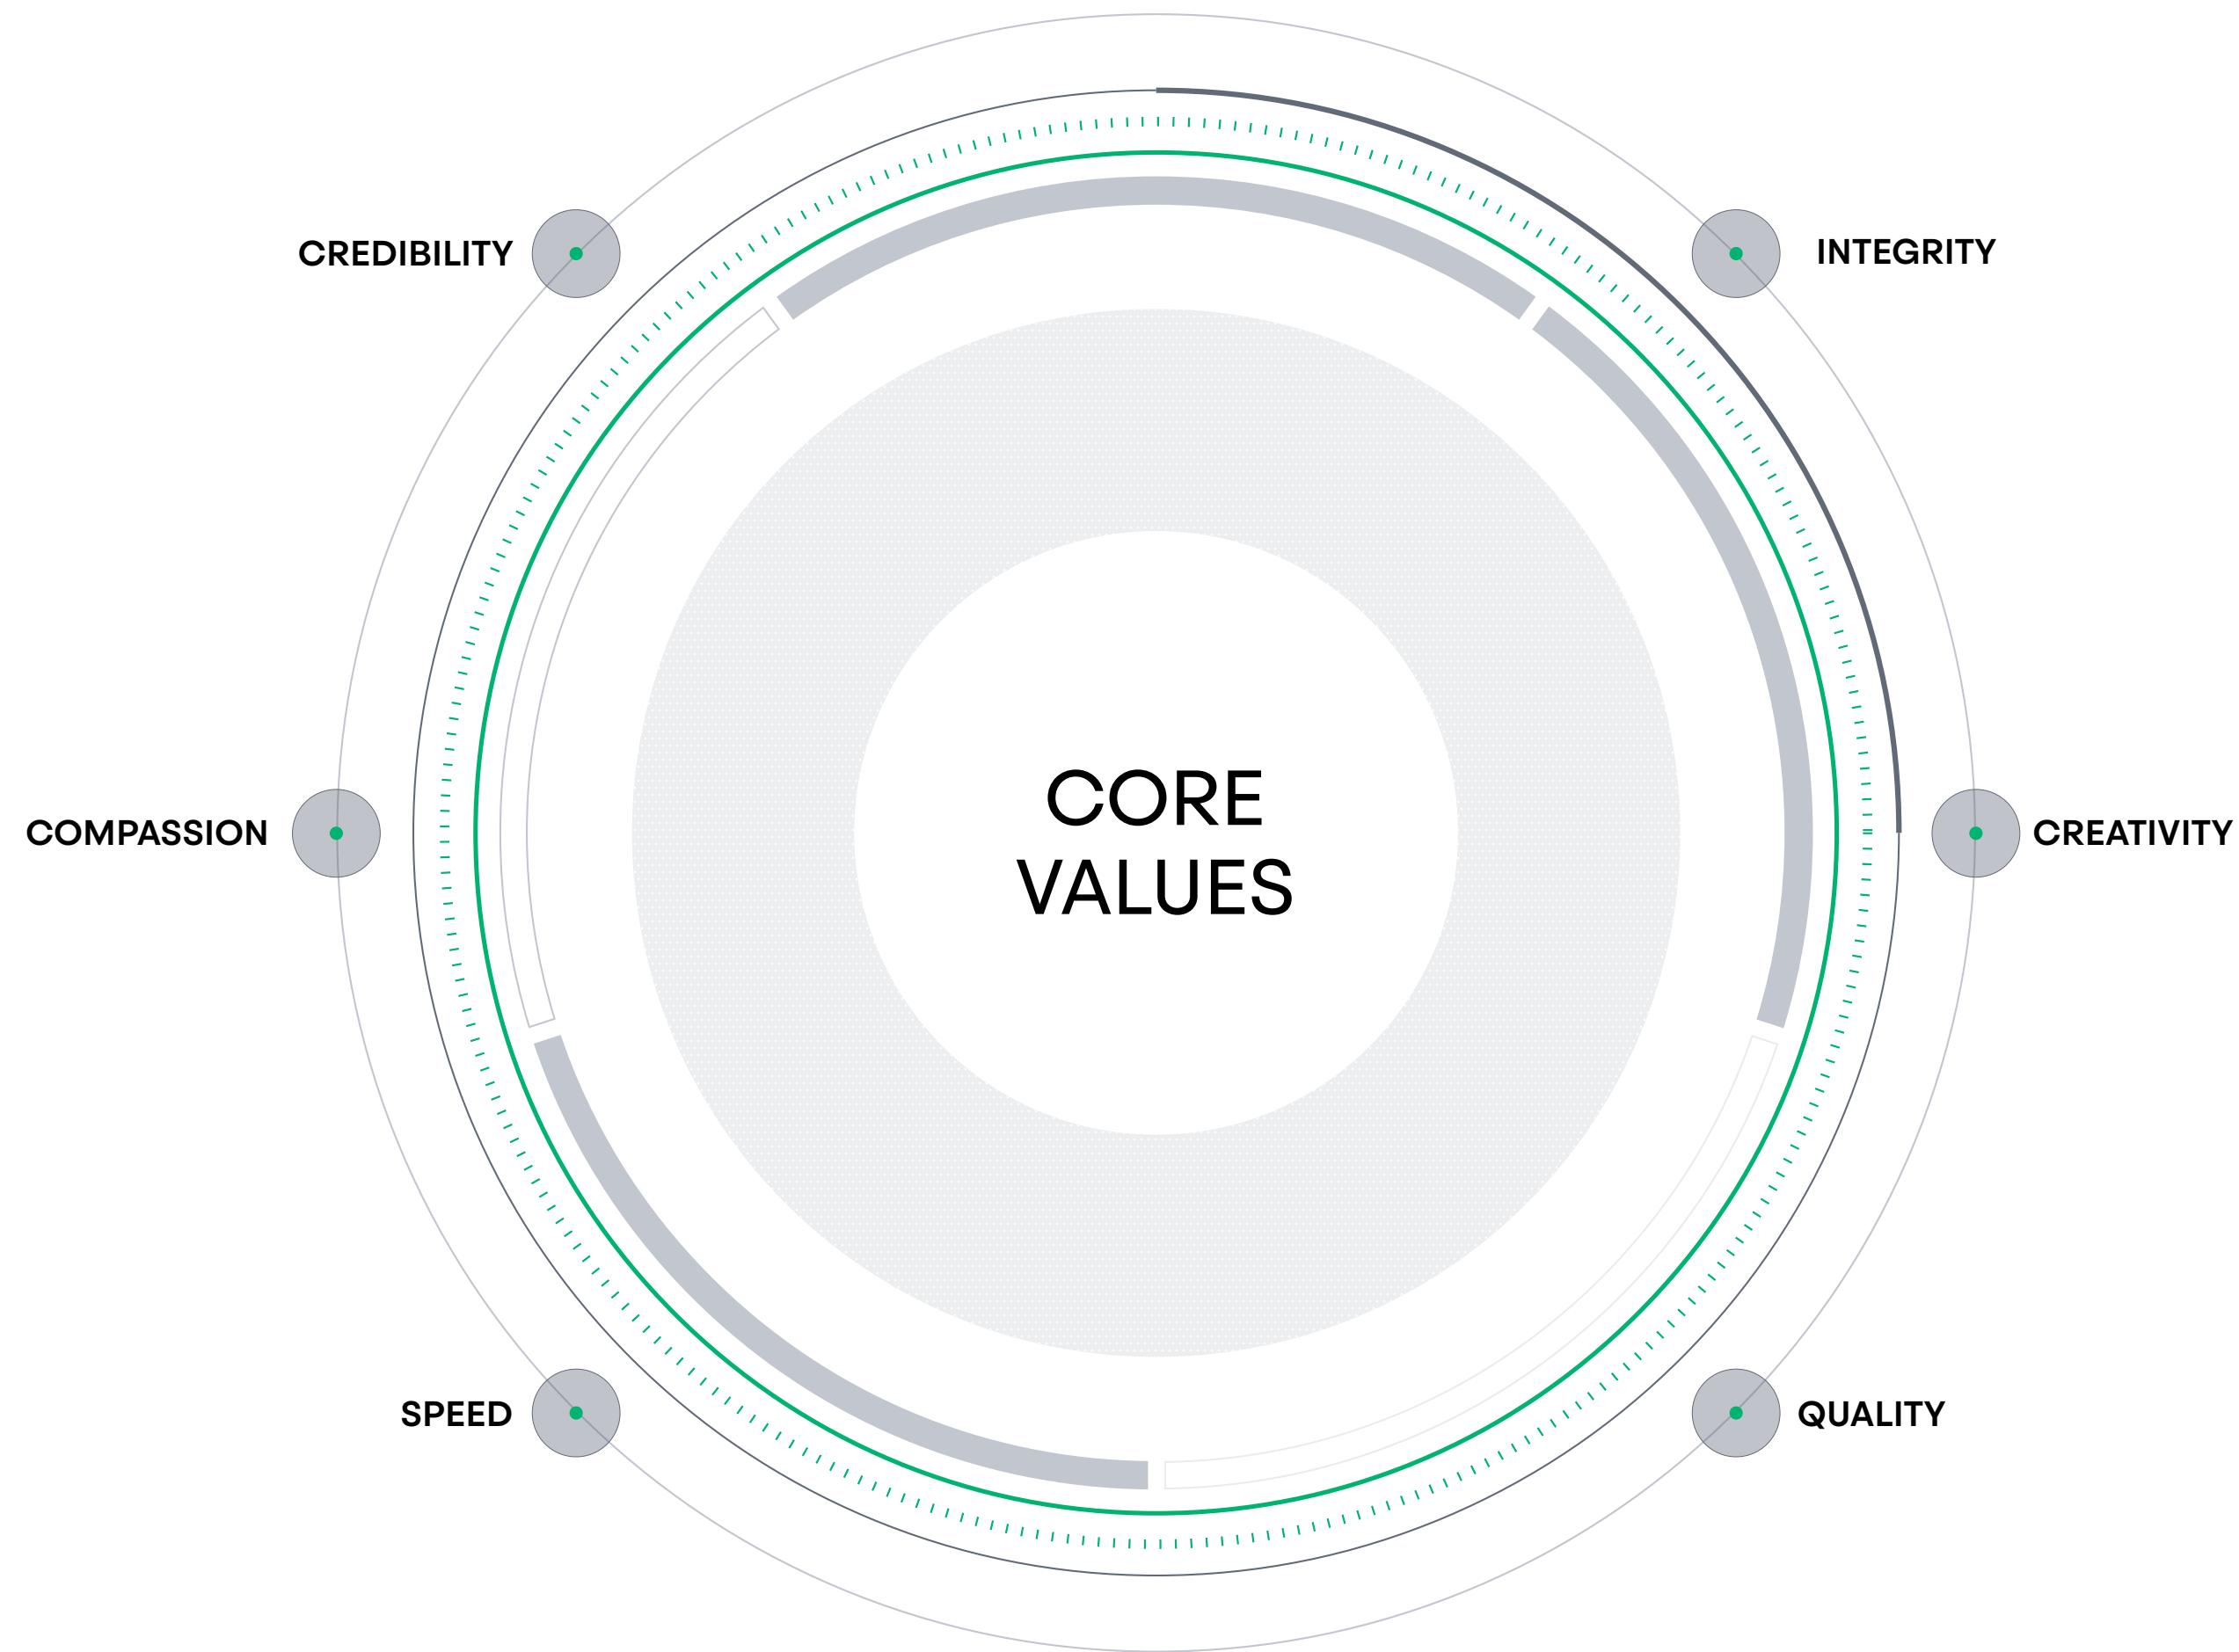 CREDIBILITY
INTEGRITY
CORE
VALUES
COMPASSION
CREATIVITY
SPEED
QUALITY